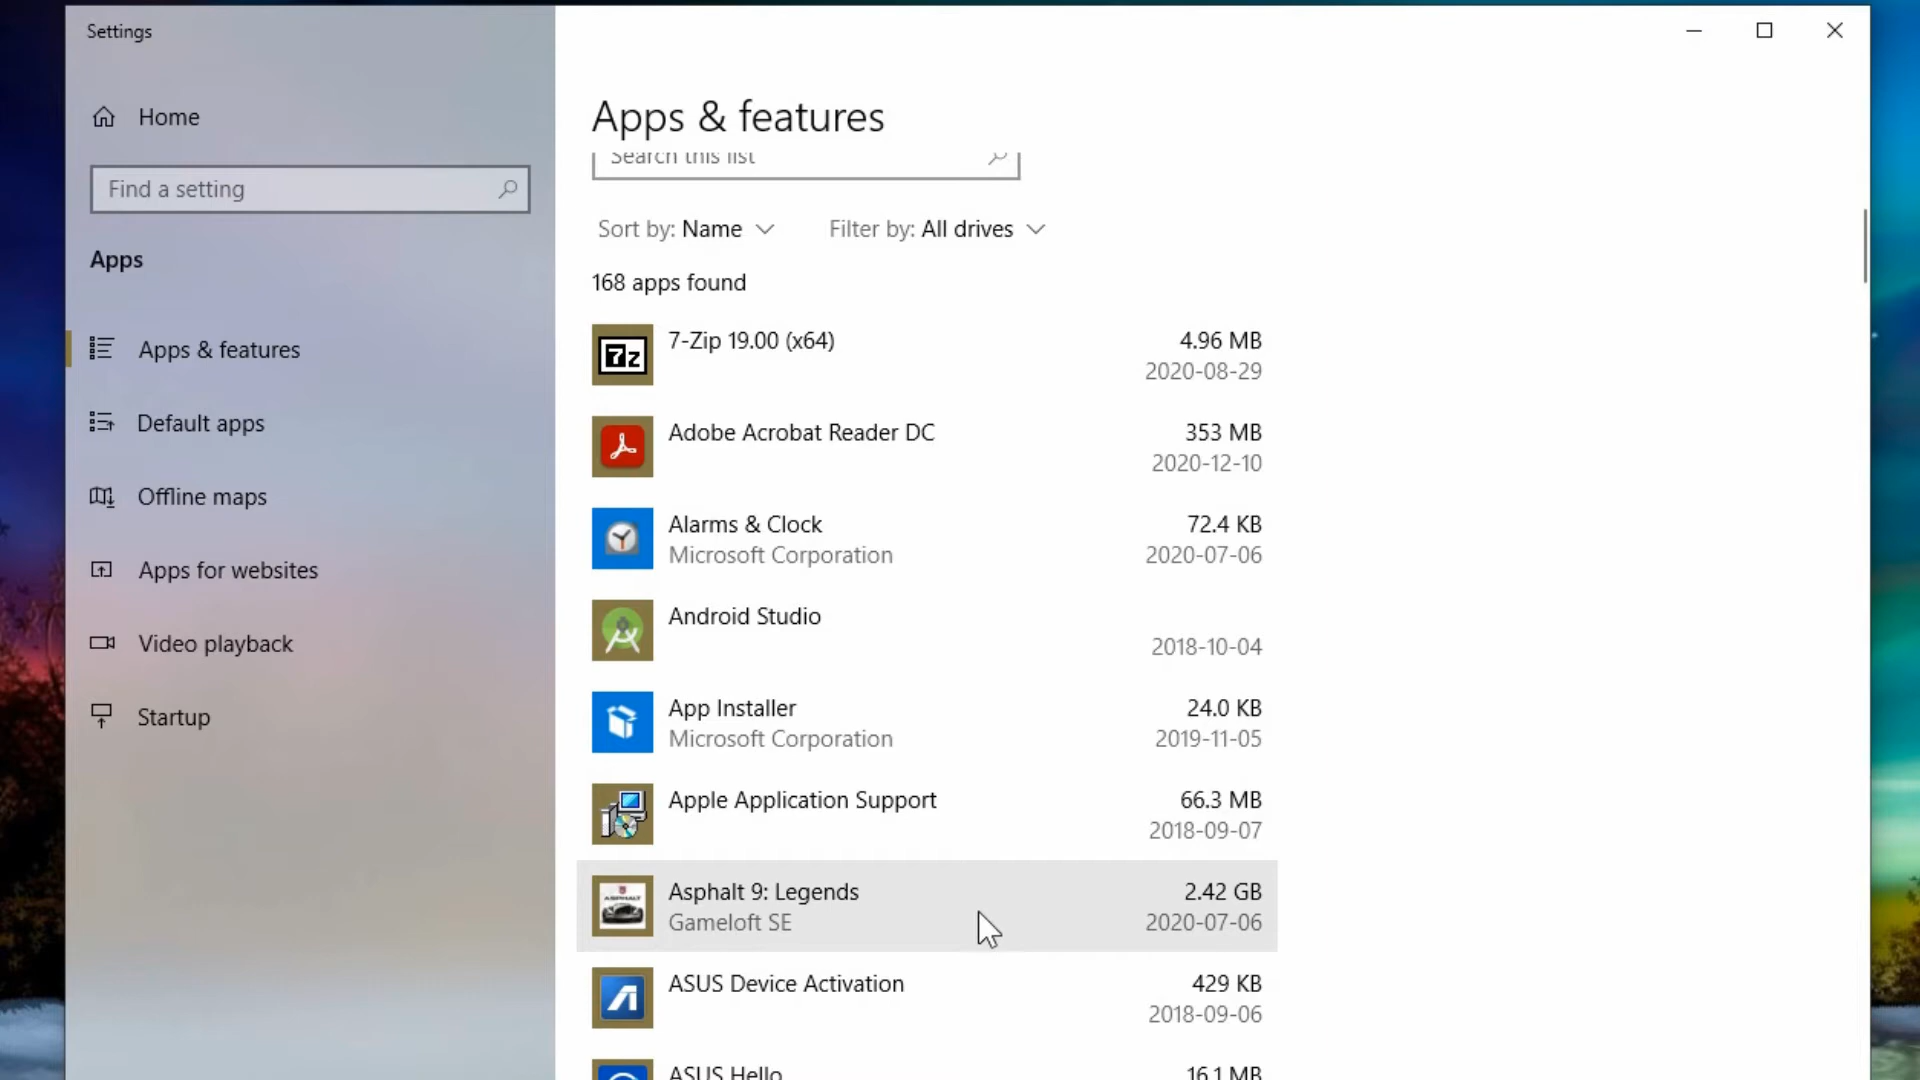 Settings
Home
Find a setting
Apps
Apps & features
Default apps
Offline maps
Apps for websites
Video playback
Startup
Apps & features
Search this list
Sort by: Name
Filter by: All drives
168 apps found
7-Zip 19.00 (x64)
4.96 MB
2020-08-29
Adobe Acrobat Reader DC
353 MB
2020-12-10
Alarms & Clock
72.4 KB
Microsoft Corporation
2020-07-06
Android Studio
2018-10-04
App Installer
24.0 KB
Microsoft Corporation
2019-11-05
Apple Application Support
66.3 MB
2018-09-07
Asphalt 9: Legends
2.42 GB
Gameloft SE
2020-07-06
ASUS Device Activation
429 KB
2018-09-06
ASUS Hello
16.1 MB